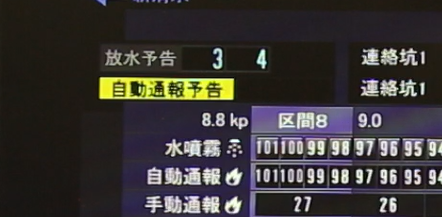 放水予告 3 4 連絡坑1
自動通報予告 連絡坑1
8.8 kp 区間8 9.0
水噴霧 101 100 99 98 97 96 95 94
自動通報 101 100 99 98 97 96 95 94
手動通報 27 26